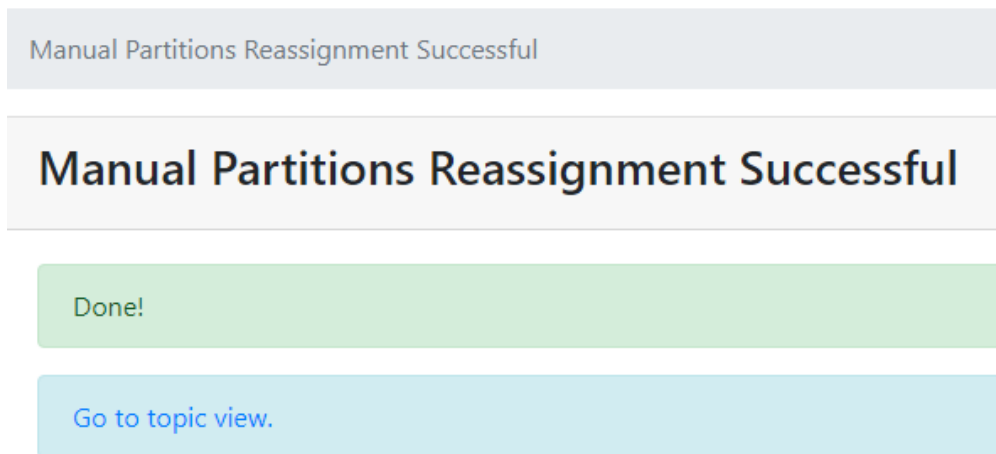 Manual Partitions Reassignment Successful
Manual Partitions Reassignment Successful
Done!
Go to topic view.